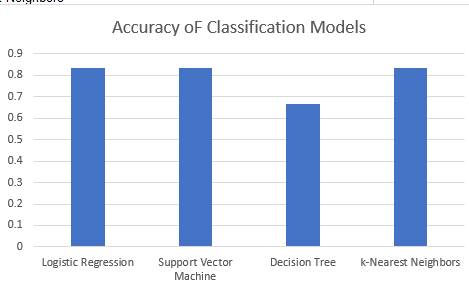 Neighbors
Accuracy oF Classification Models
0.9
0.8
0.7
0.6
0.5
0.4
0.3
0.2
0.1
0
Logistic Regression
Support Vector
Machine
Decision Tree
k-Nearest Neighbors